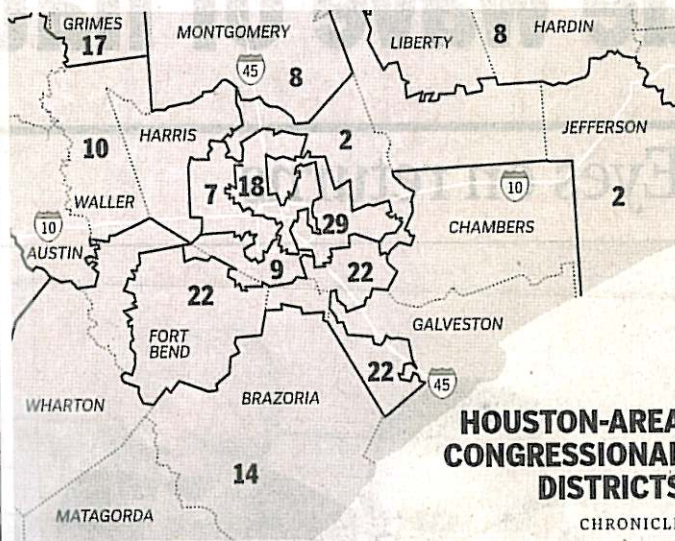 GRIMES
17
MONTGOMERY
45
8
LIBERTY
8
HARDIN
HARRIS
2
JEFFERSON
10
7
18
10
2
WALLER
29
CHAMBERS
10
AUSTIN
9
22
22
GALVESTON
FORT
BEND
22
45
WHARTON
BRAZORIA
HOUSTON-AREA
CONGRESSIONAL
DISTRICTS
14
MATAGORDA
CHRONICLE